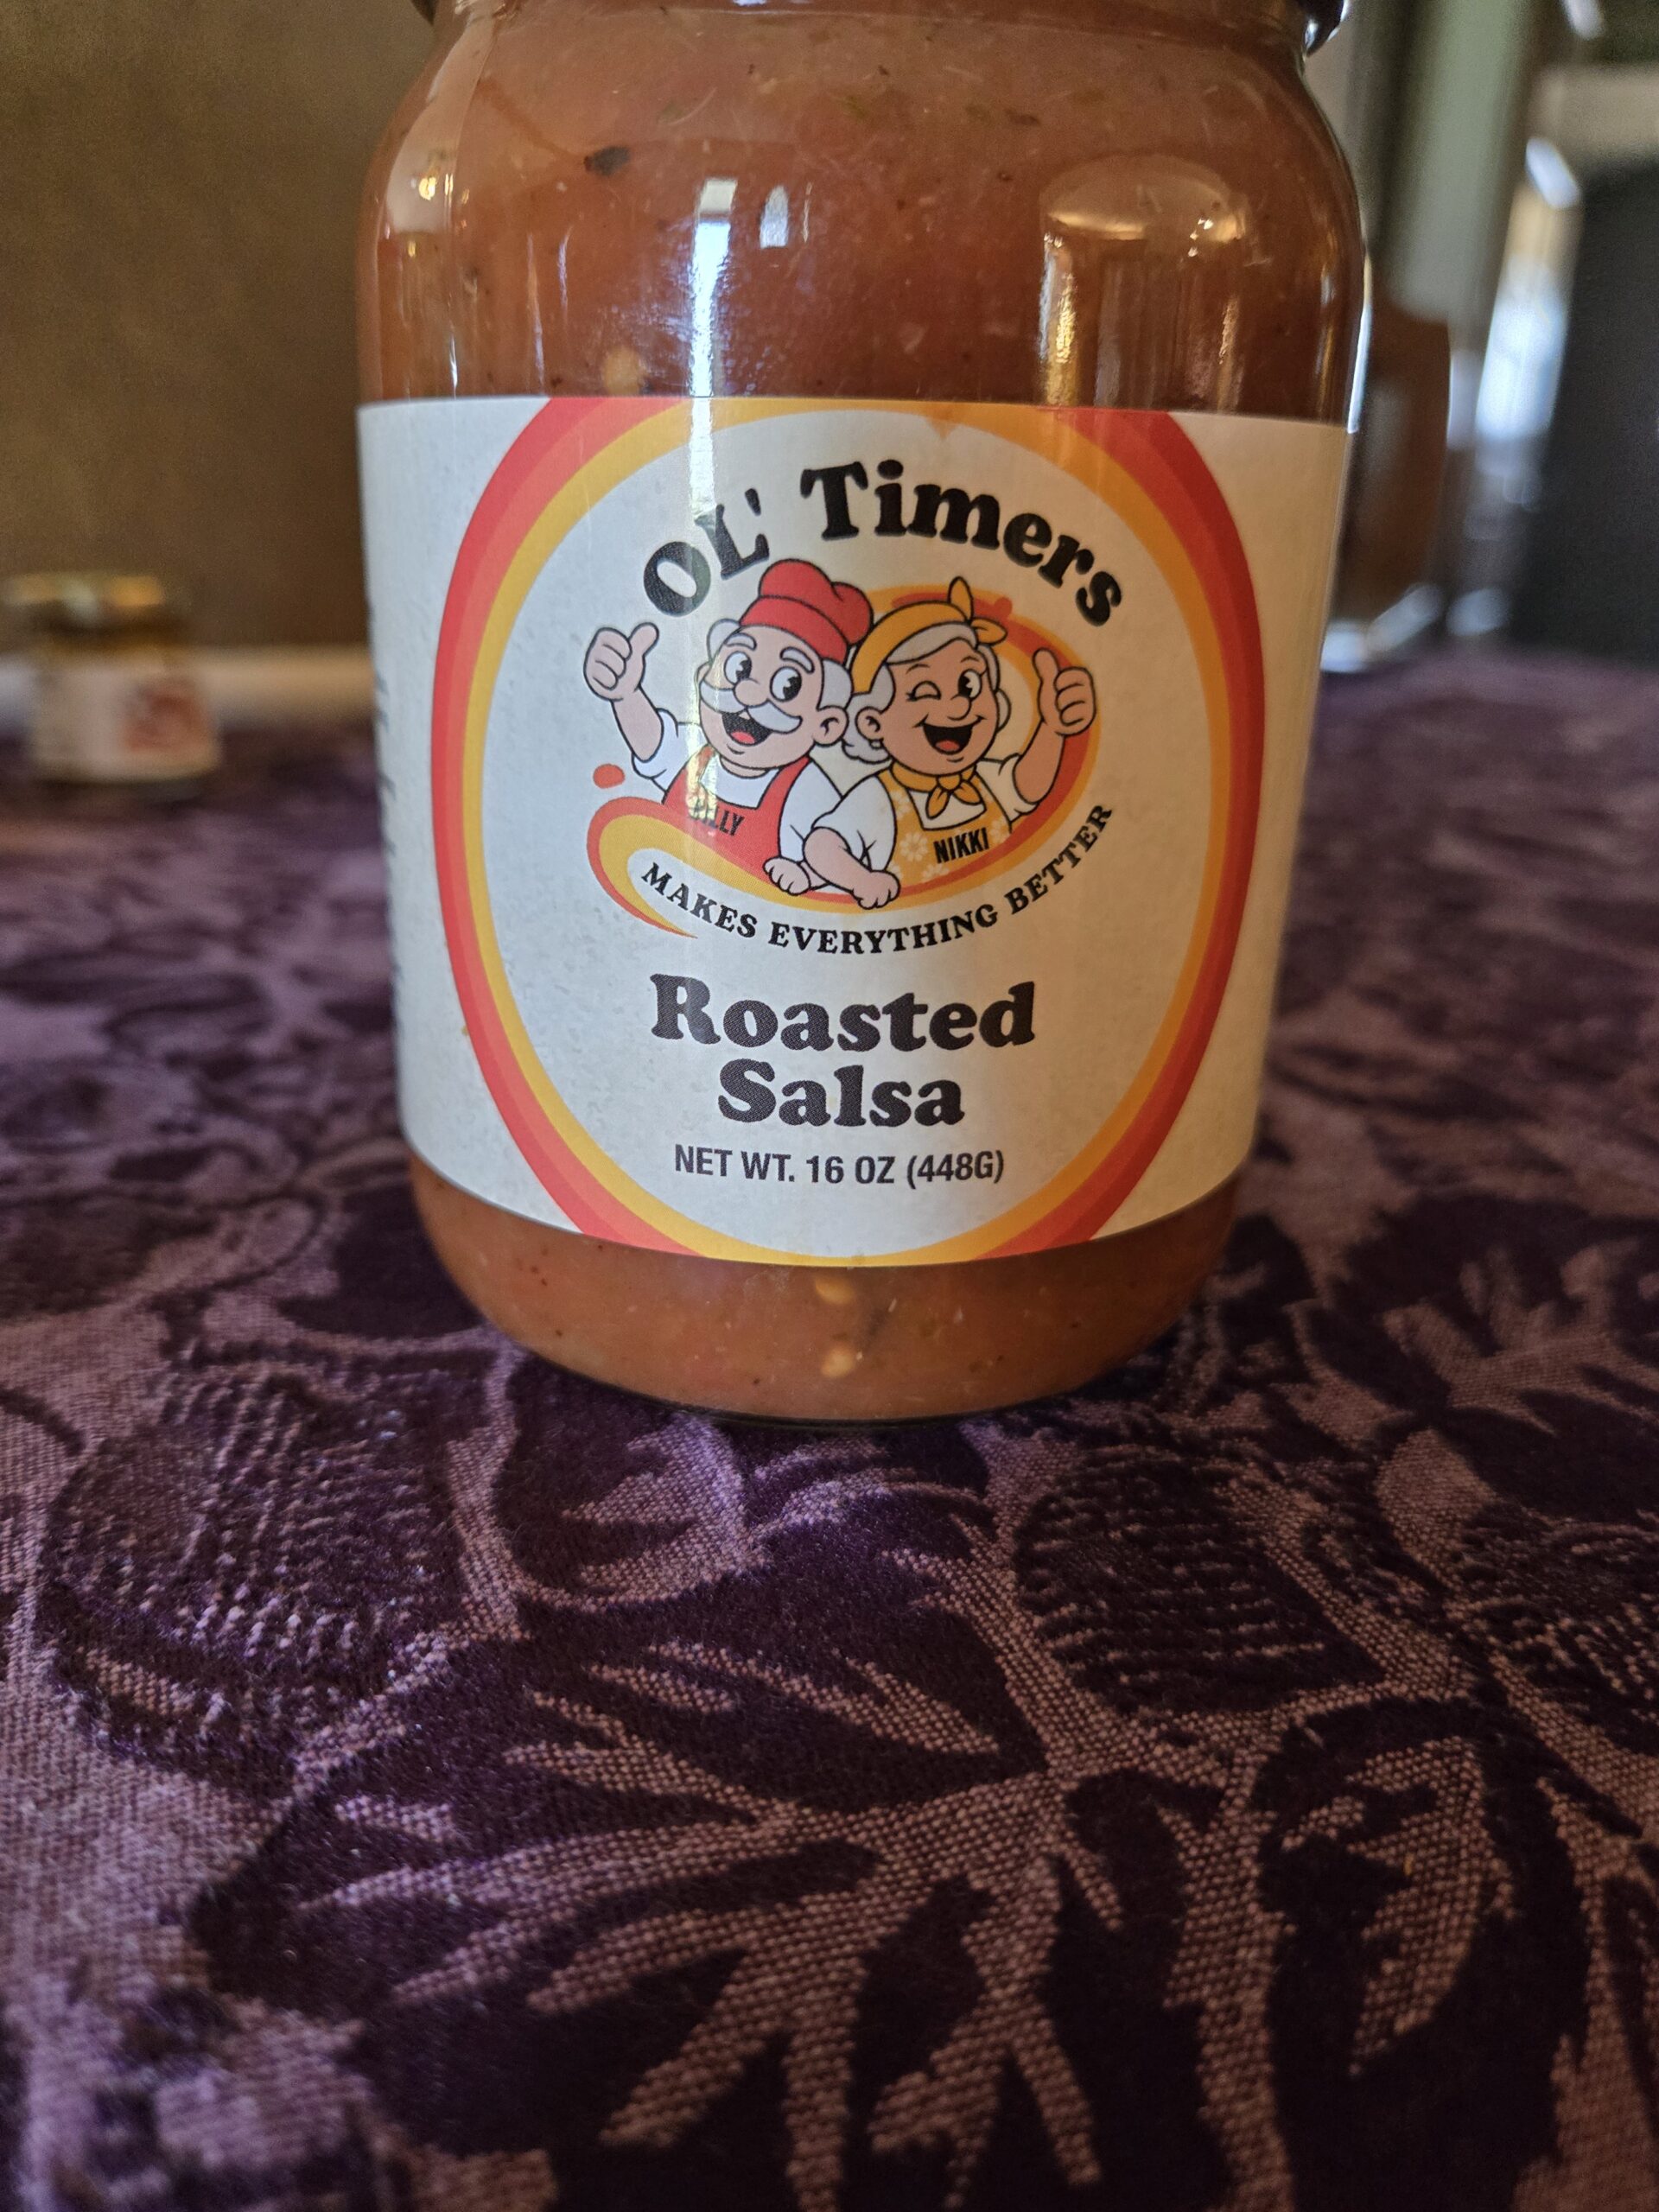 OL' Timers
NIKKI
MAKES EVERYTHING BETTER
Roasted
Salsa
NET WT. 16 OZ (448G)